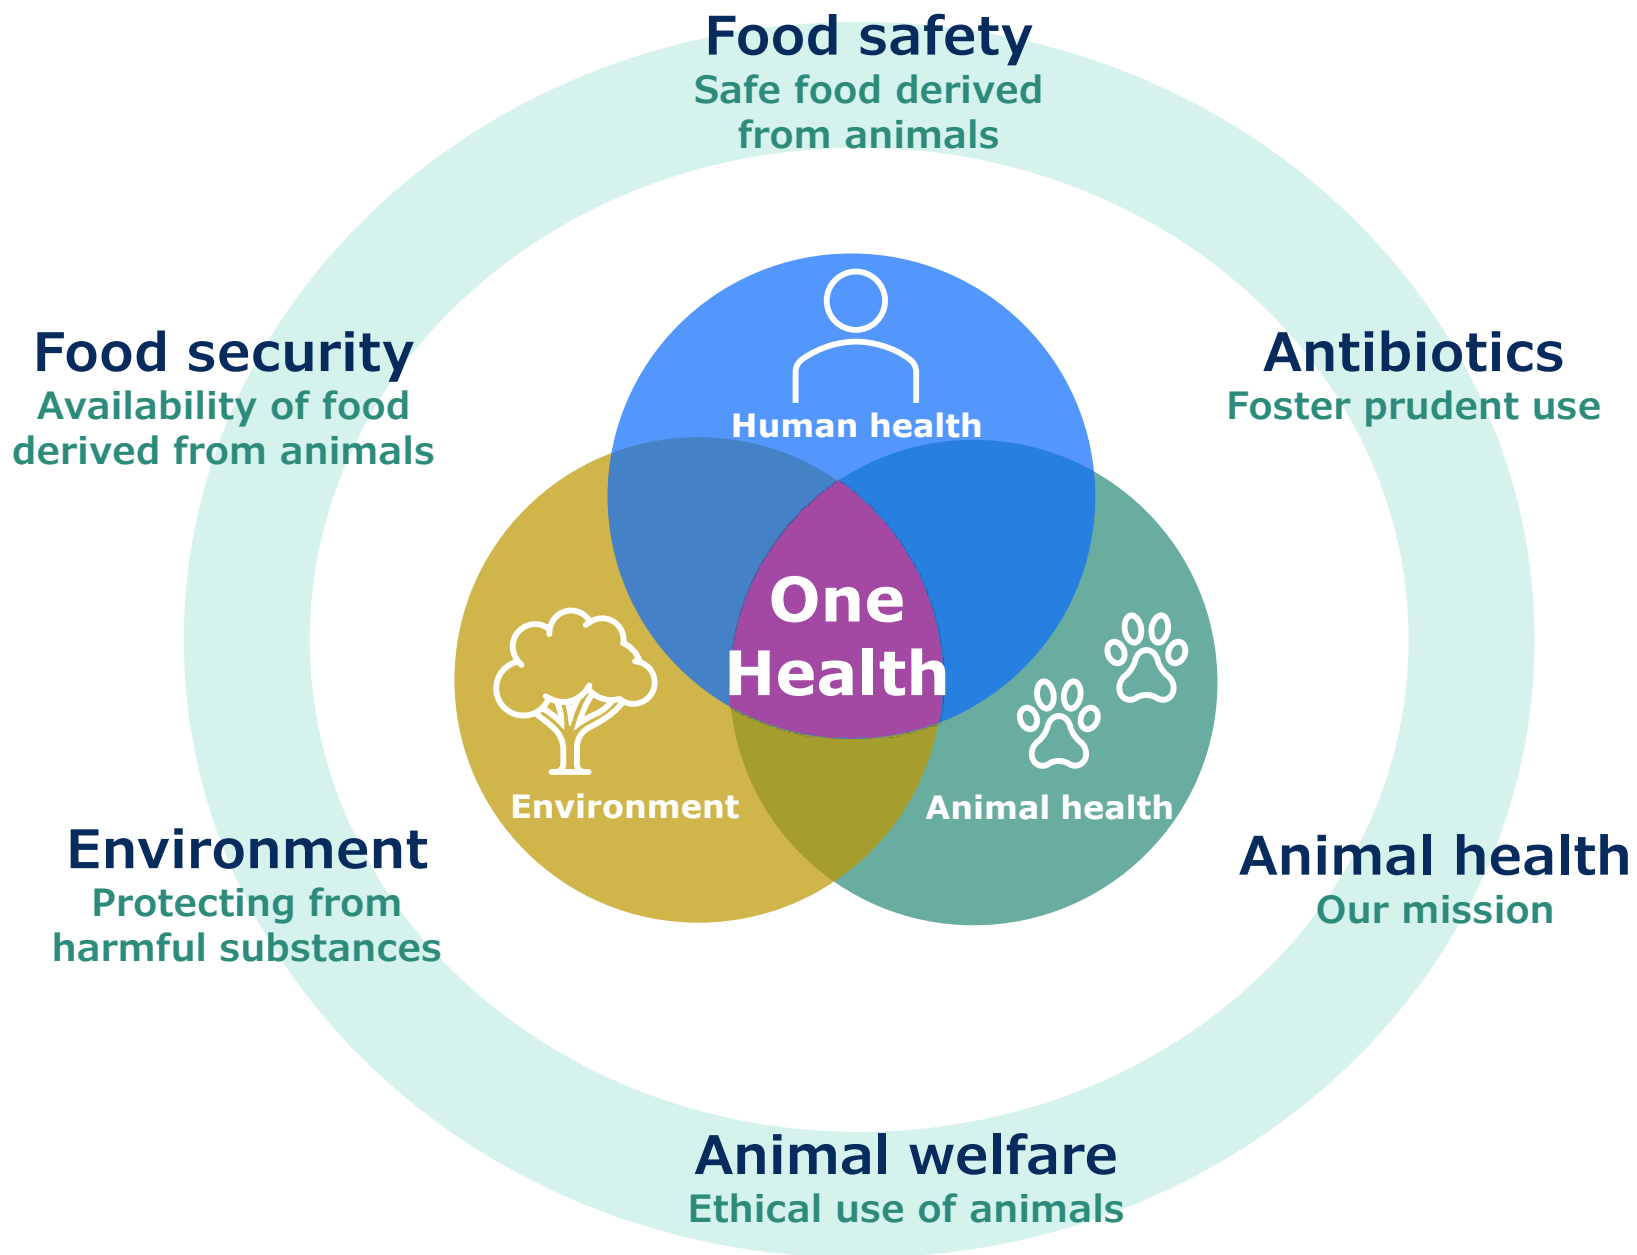 Food safety
Safe food derived
from animals
Food security
Availability of food
derived from animals
Antibiotics
Foster prudent use
Human health
One
Health
Environment
Animal health
Environment
Protecting from
harmful substances
Animal health
Our mission
Animal welfare
Ethical use of animals